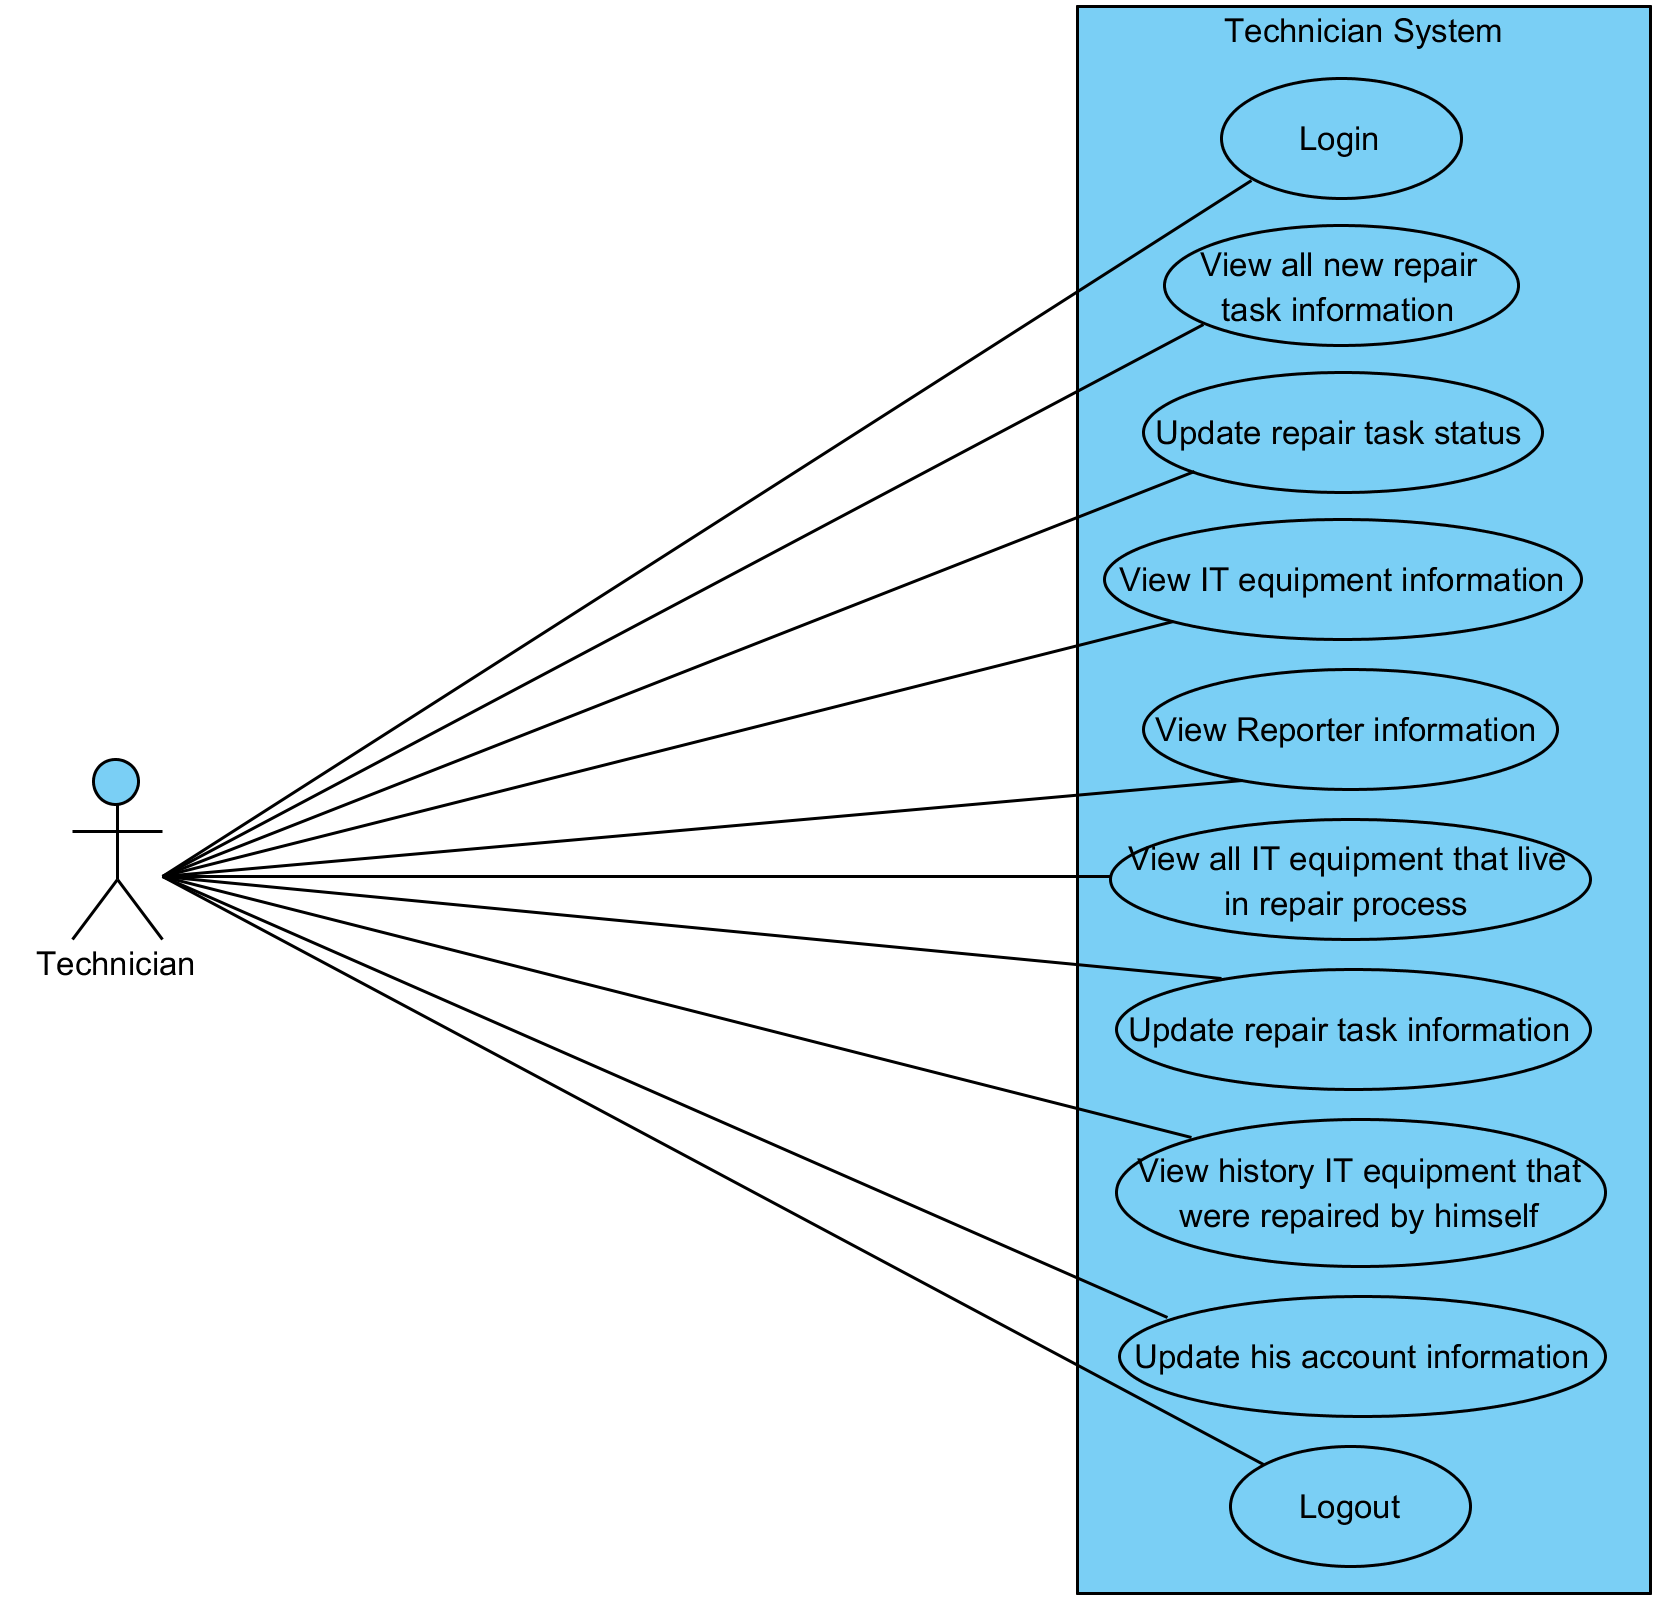 Technician System
Login
View all new repair
task information
Update repair task status
View IT equipment information
View Reporter information
View all IT equipment that live
in repair process
Technician
Update repair task information
View history IT equipment that
were repaired by himself
Update his account information
Logout